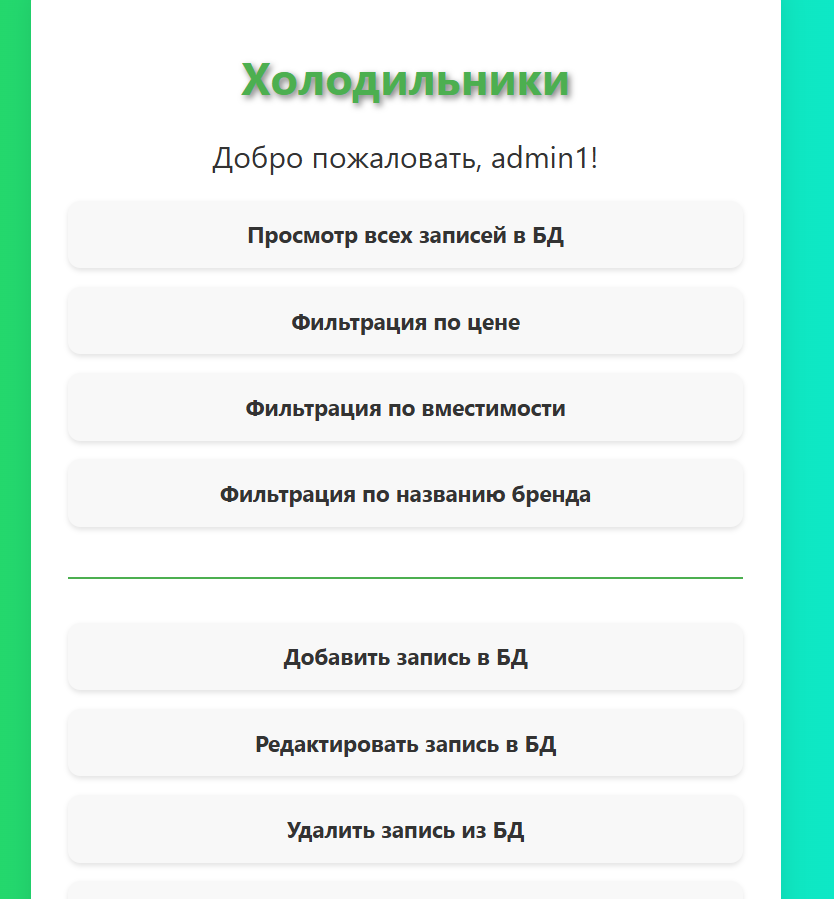 Холодильники
Добро пожаловать, admin1!
Просмотр всех записей в БД
Фильтрация по цене
Фильтрация по вместимости
Фильтрация по названию бренда
Добавить запись в БД
Редактировать запись в БД
Удалить запись из БД